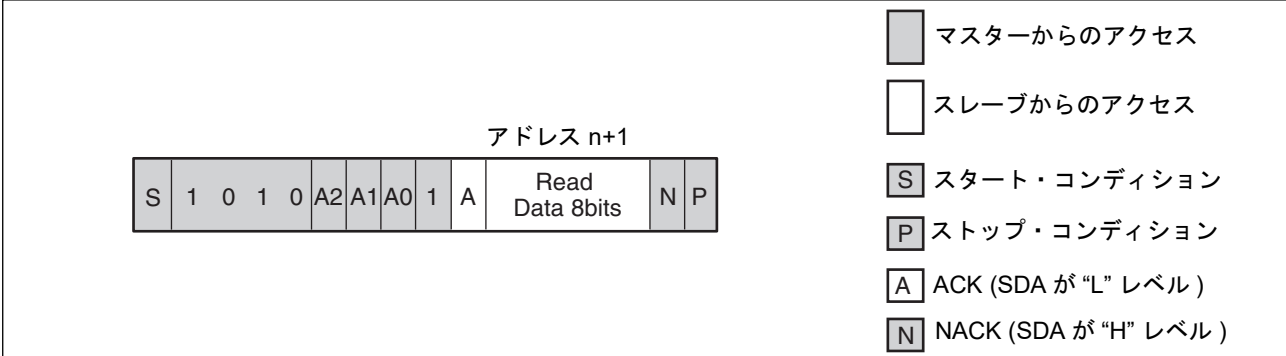 アドレス n+1
S 1 0 1 0 A2 A1 A0 1 A Read Data 8bits N P
マスターからのアクセス
スレーブからのアクセス
S スタート・コンディション
P ストップ・コンディション
A ACK (SDA が “L” レベル )
N NACK (SDA が “H” レベル )